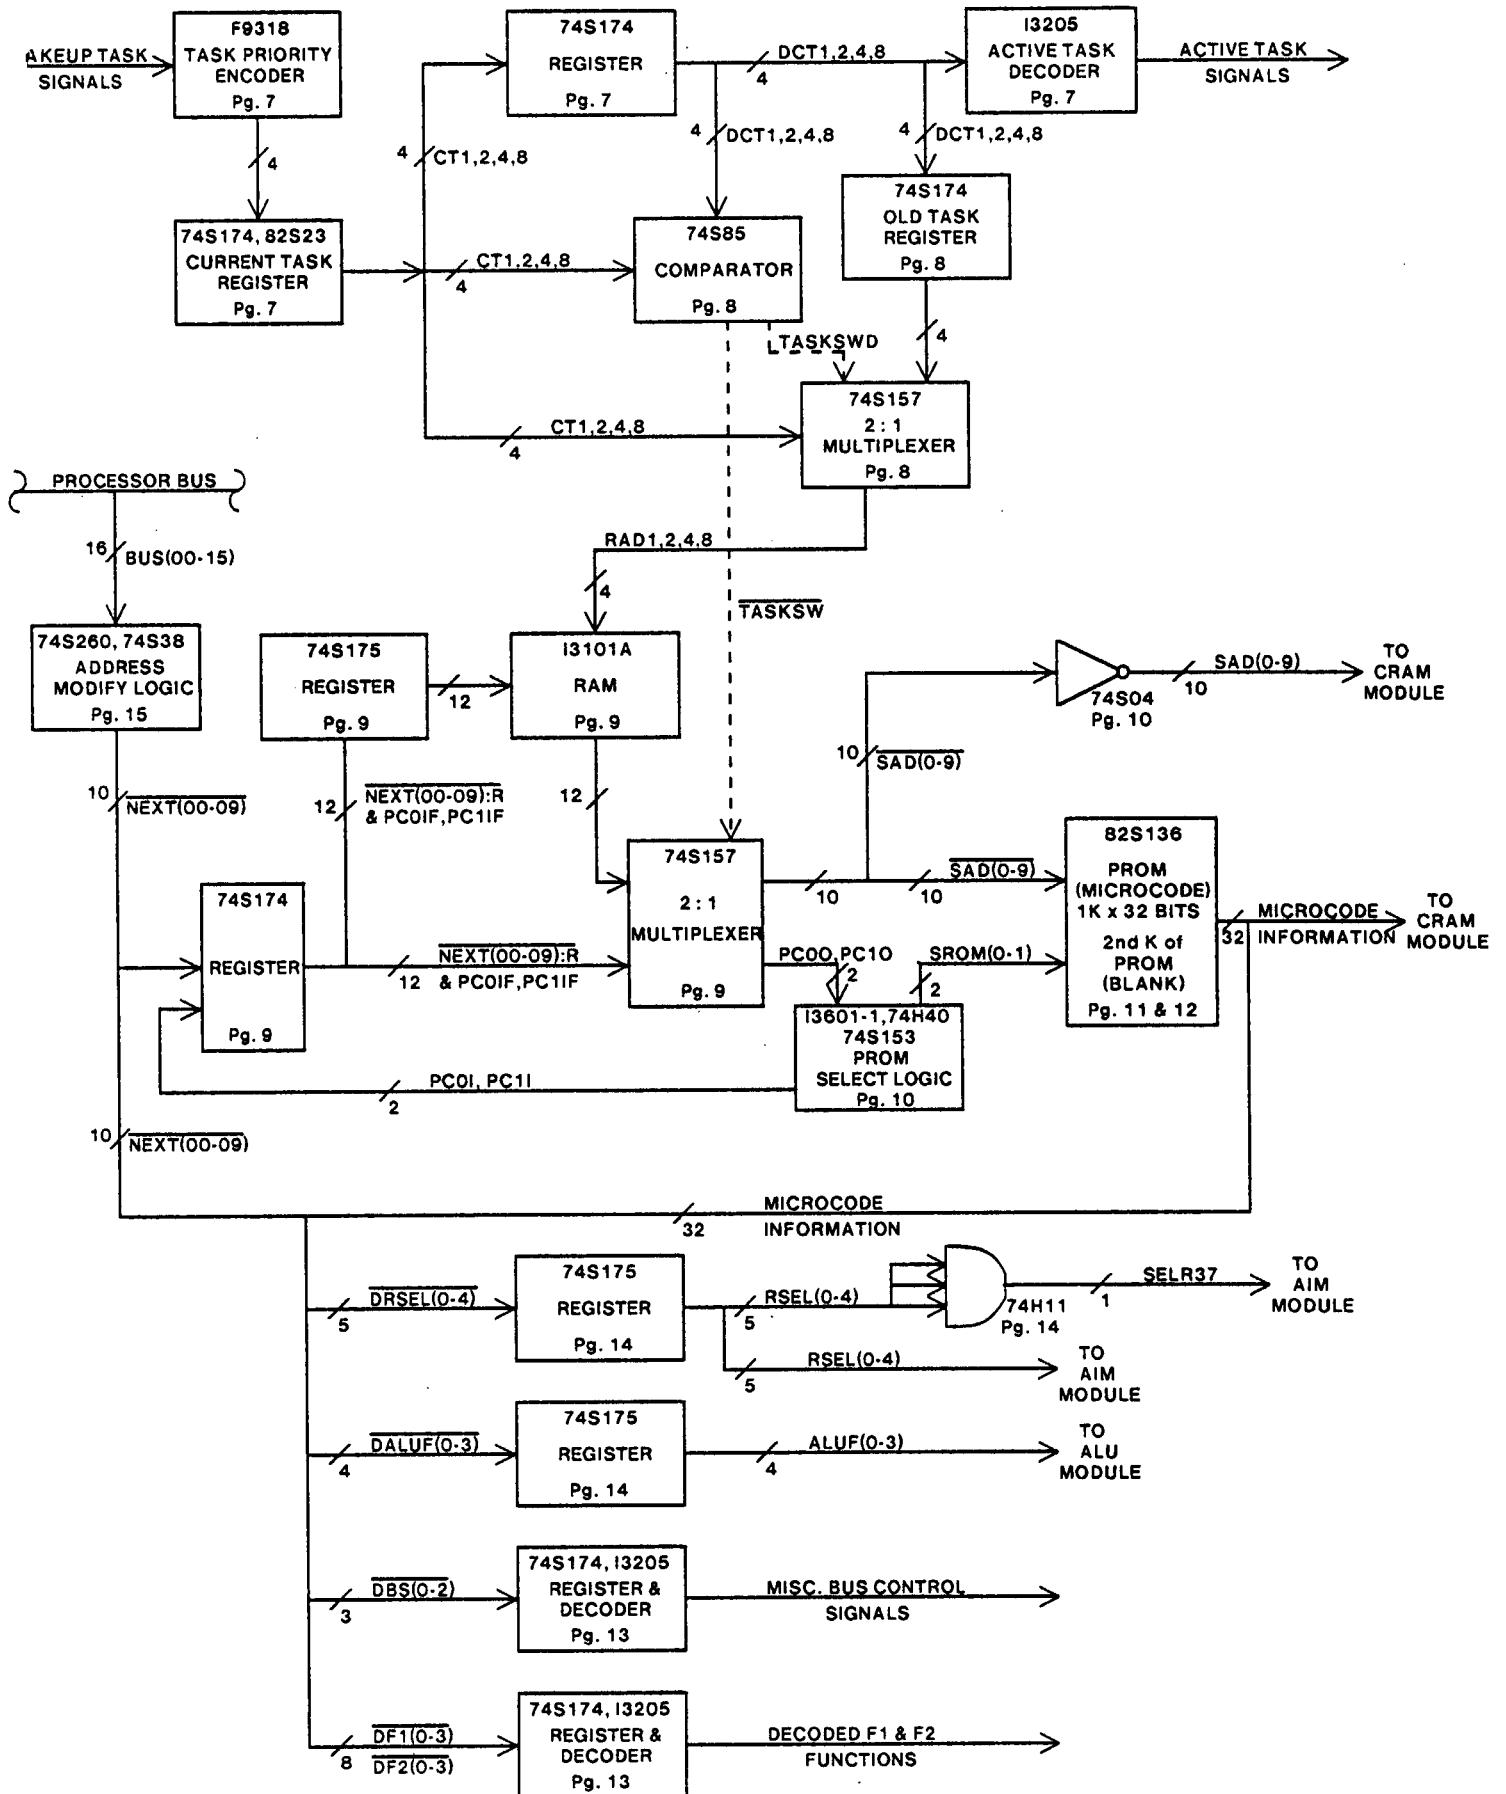 AKEUP TASK
SIGNALS
F9318
TASK PRIORITY
ENCODER
Pg. 7
74S174
REGISTER
Pg. 7
4
DCT1,2,4,8
I3205
ACTIVE TASK
DECODER
Pg. 7
ACTIVE TASK
SIGNALS
4
4
CT1,2,4,8
4
DCT1,2,4,8
4
DCT1,2,4,8
74S174, 82S23
CURRENT TASK
REGISTER
Pg. 7
CT1,2,4,8
4
74S85
COMPARATOR
Pg. 8
74S174
OLD TASK
REGISTER
Pg. 8
TASKSWD
4
CT1,2,4,8
4
74S157
2 : 1
MULTIPLEXER
Pg. 8
PROCESSOR BUS
16
BUS(00-15)
RAD1,2,4,8
4
TASKSW
74S260, 74S38
ADDRESS
MODIFY LOGIC
Pg. 15
74S175
REGISTER
Pg. 9
12
I3101A
RAM
Pg. 9
74S04
Pg. 10
SAD(0-9)
10
TO
CRAM
MODULE
10
SAD(0-9)
10
NEXT(00-09)
12
NEXT(00-09):R
& PC0IF,PC1IF
12
74S174
REGISTER
Pg. 9
NEXT(00-09):R
12
& PC0IF,PC1IF
74S157
2 : 1
MULTIPLEXER
Pg. 9
10
10
SAD(0-9)
PC0O,PC1O
2
SROM(0-1)
2
82S136
PROM
(MICROCODE)
1K x 32 BITS
2nd K of
PROM
(BLANK)
Pg. 11 & 12
32
MICROCODE
INFORMATION
TO
CRAM
MODULE
I3601-1,74H40
74S153
PROM
SELECT LOGIC
Pg. 10
PC0I, PC1I
2
10
NEXT(00-09)
MICROCODE
32
INFORMATION
DRSEL(0-4)
5
74S175
REGISTER
Pg. 14
RSEL(0-4)
5
74H11
Pg. 14
SELR37
1
TO
AIM
MODULE
RSEL(0-4)
5
TO
AIM
MODULE
DALUF(0-3)
4
74S175
REGISTER
Pg. 14
ALUF(0-3)
4
TO
ALU
MODULE
DBS(0-2)
3
74S174, I3205
REGISTER &
DECODER
Pg. 13
MISC. BUS CONTROL
SIGNALS
DF1(0-3)
8
DF2(0-3)
74S174, I3205
REGISTER &
DECODER
Pg. 13
DECODED F1 & F2
FUNCTIONS